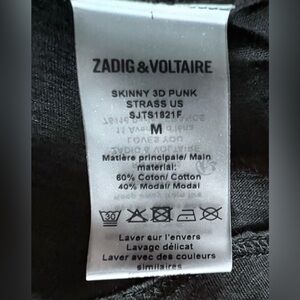 ZADIG & VOLTAIRE
SKINNY 3D PUNK
STRASS US
SJTS1821F
M
Matière principale/ Main
material:
60% Coton/ Cotton
40% Modal/ Modal
Laver sur l'envers
Lavage délicat
Laver avec des couleurs
similaires